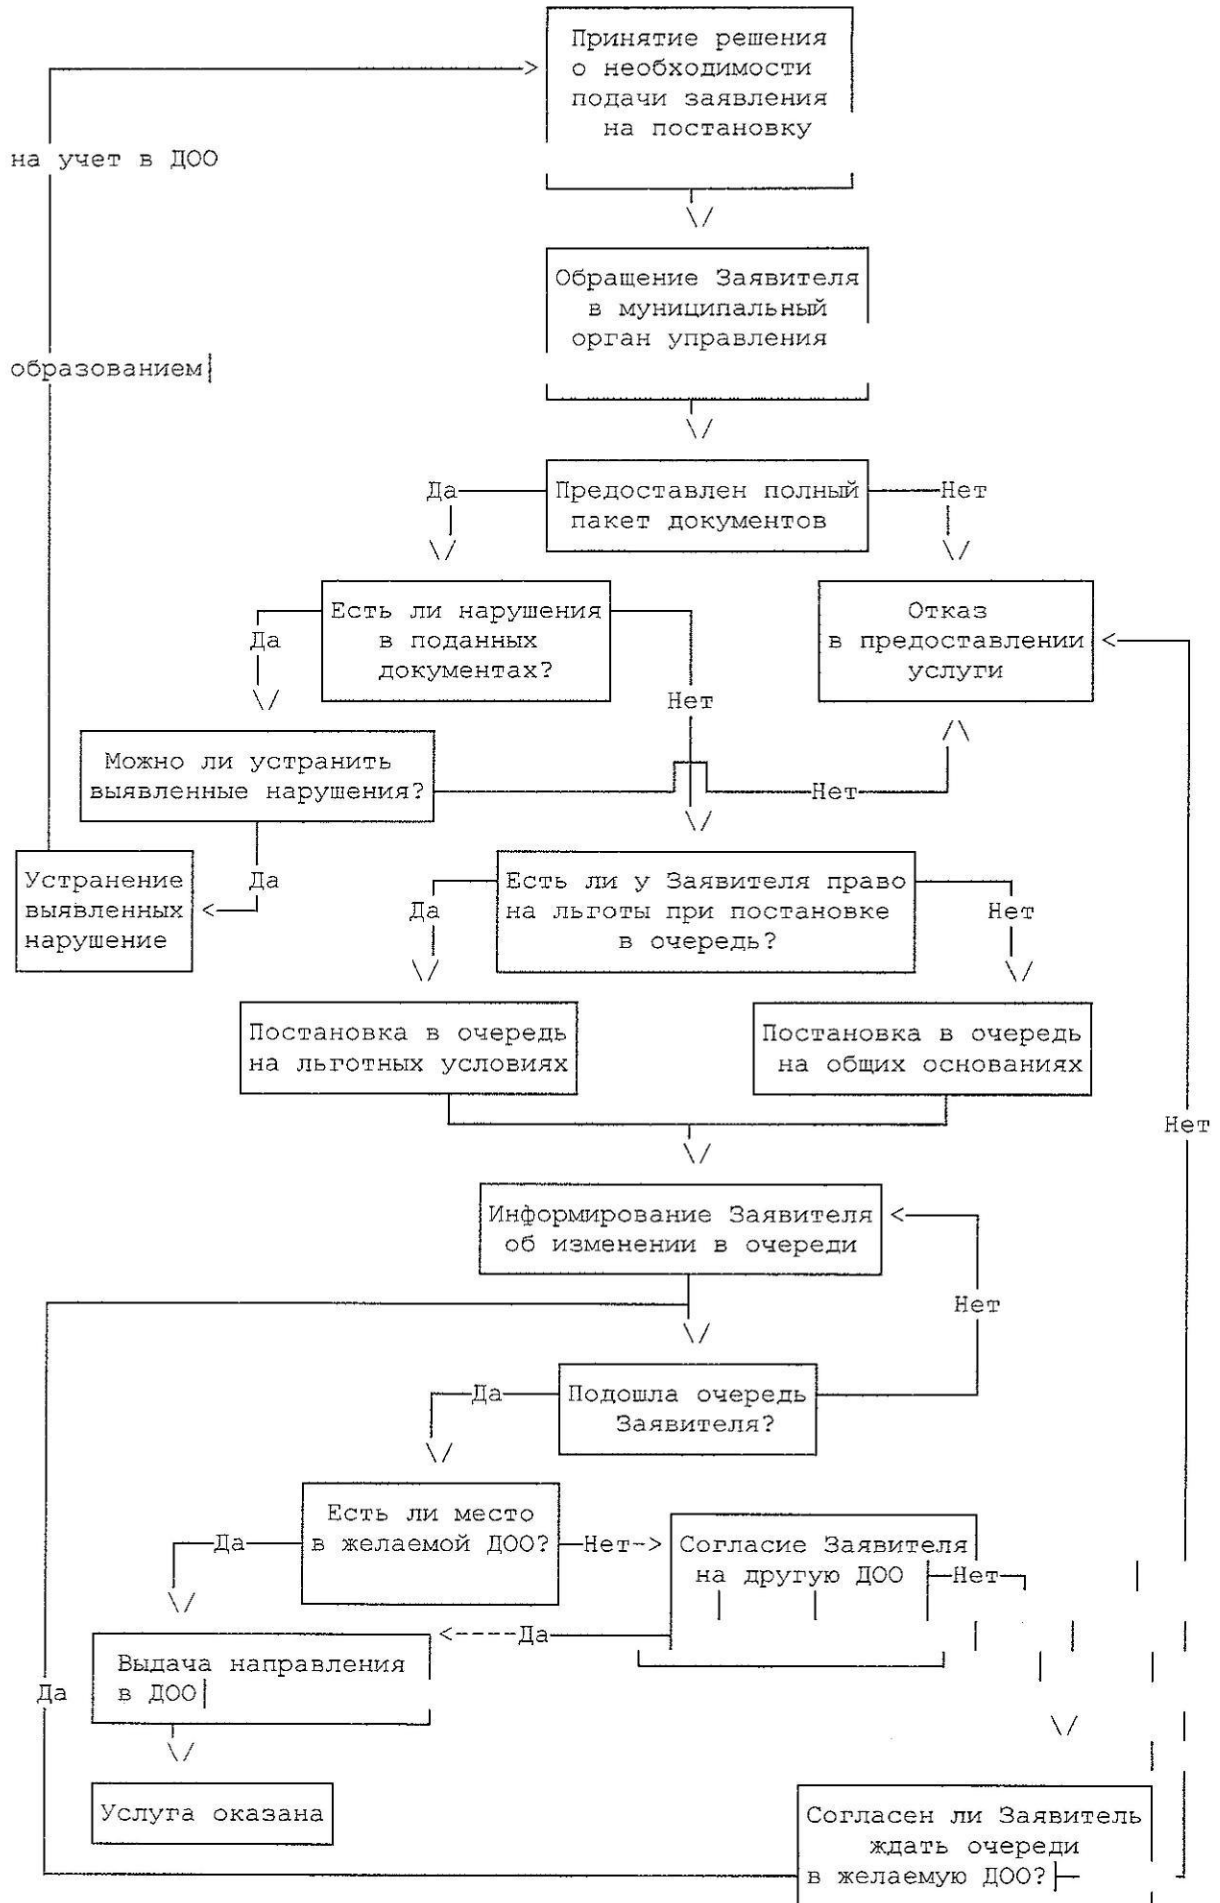 Принятие решения
о необходимости
подачи заявления
на постановку
на учет в ДОО
Обращение Заявителя
в муниципальный
орган управления
образованием
Да
Предоставлен полный
пакет документов
Нет
Да
Есть ли нарушения
в поданных
документах?
Нет
Отказ
в предоставлении
услуги
Можно ли устранить
выявленные нарушения?
Нет
Да
Устранение
выявленных
нарушение
Да
Есть ли у Заявителя право
на льготы при постановке
в очередь?
Нет
Постановка в очередь
на льготных условиях
Постановка в очередь
на общих основаниях
Нет
Информирование Заявителя
об изменении в очереди
Нет
Да
Подошла очередь
Заявителя?
Да
Есть ли место
в желаемой ДОО?
Нет
Согласие Заявителя
на другую ДОО
Нет
Да
Выдача направления
в ДОО
Да
Услуга оказана
Согласен ли Заявитель
ждать очереди
в желаемую ДОО?